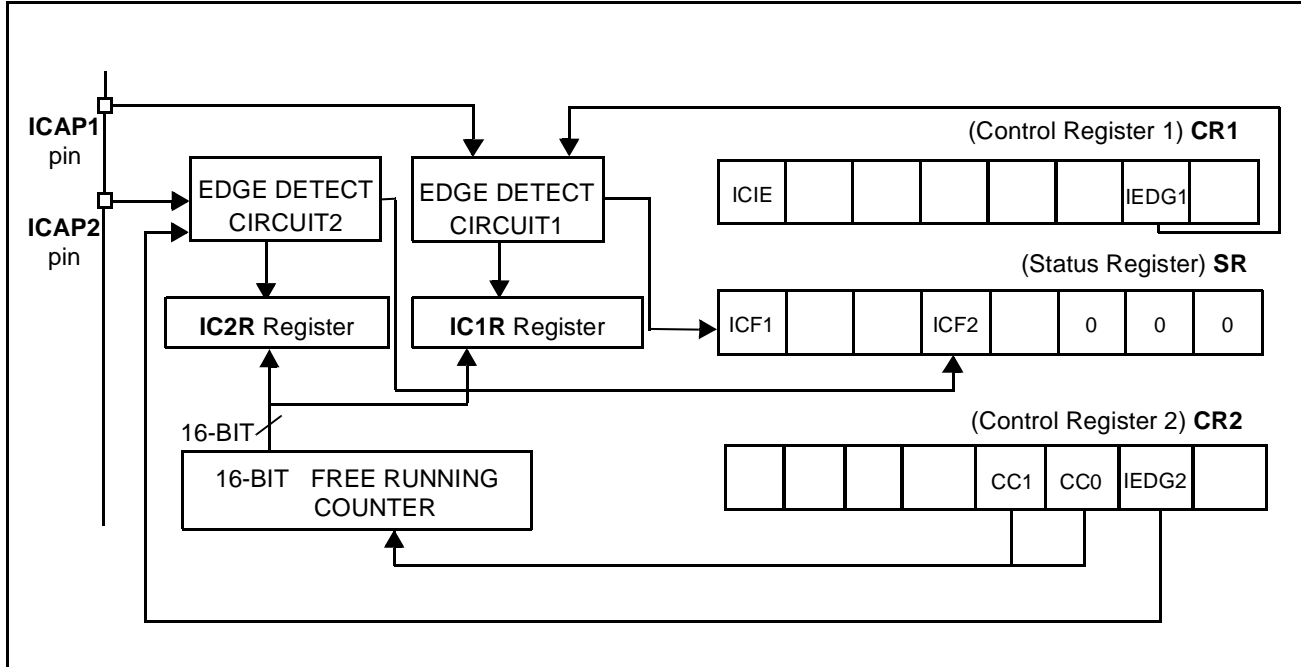 ICAP1
pin
ICAP2
pin
EDGE DETECT
CIRCUIT2
EDGE DETECT
CIRCUIT1
(Control Register 1) CR1
ICIE IEDG1
(Status Register) SR
IC2R Register
IC1R Register
ICF1 ICF2 0 0 0
16-BIT
(Control Register 2) CR2
16-BIT FREE RUNNING
COUNTER
CC1 CC0 IEDG2